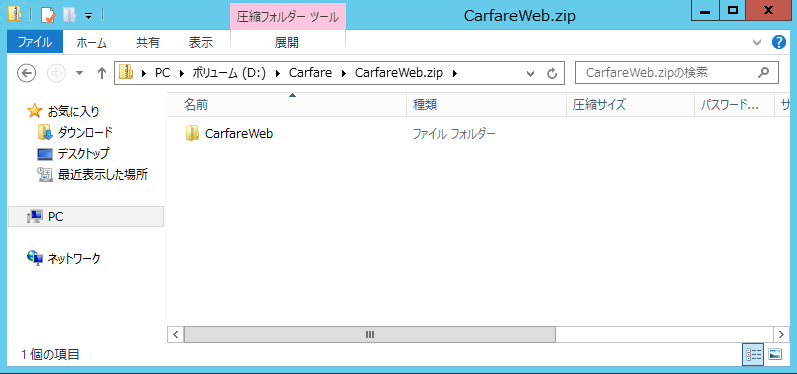 CarfareWeb.zip
圧縮フォルダー ツール
ファイル ホーム 共有 表示 展開
PC ボリューム (D:) Carfare CarfareWeb.zip
CarfareWeb.zipの検索
名前 種類 圧縮サイズ パスワード... サ
お気に入り
ダウンロード
デスクトップ
最近表示した場所
PC
ネットワーク
CarfareWeb ファイル フォルダー
1 個の項目